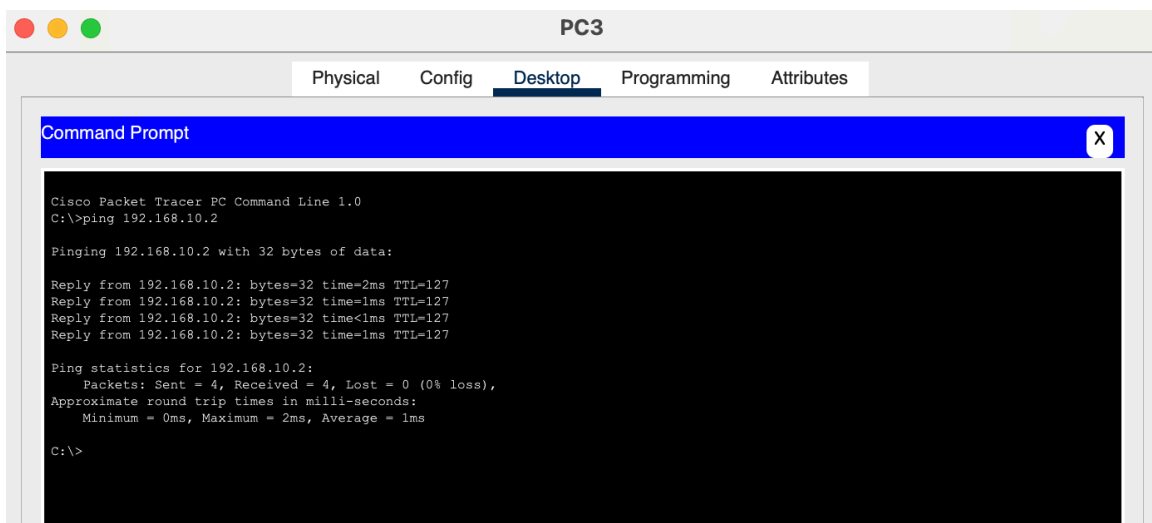 PC3
Physical Config Desktop Programming Attributes
Command Prompt
X
Cisco Packet Tracer PC Command Line 1.0
C:\>ping 192.168.10.2
Pinging 192.168.10.2 with 32 bytes of data:
Reply from 192.168.10.2: bytes=32 time=2ms TTL=127
Reply from 192.168.10.2: bytes=32 time=1ms TTL=127
Reply from 192.168.10.2: bytes=32 time<1ms TTL=127
Reply from 192.168.10.2: bytes=32 time=1ms TTL=127
Ping statistics for 192.168.10.2:
Packets: Sent = 4, Received = 4, Lost = 0 (0% loss),
Approximate round trip times in milli-seconds:
Minimum = 0ms, Maximum = 2ms, Average = 1ms
C:\>